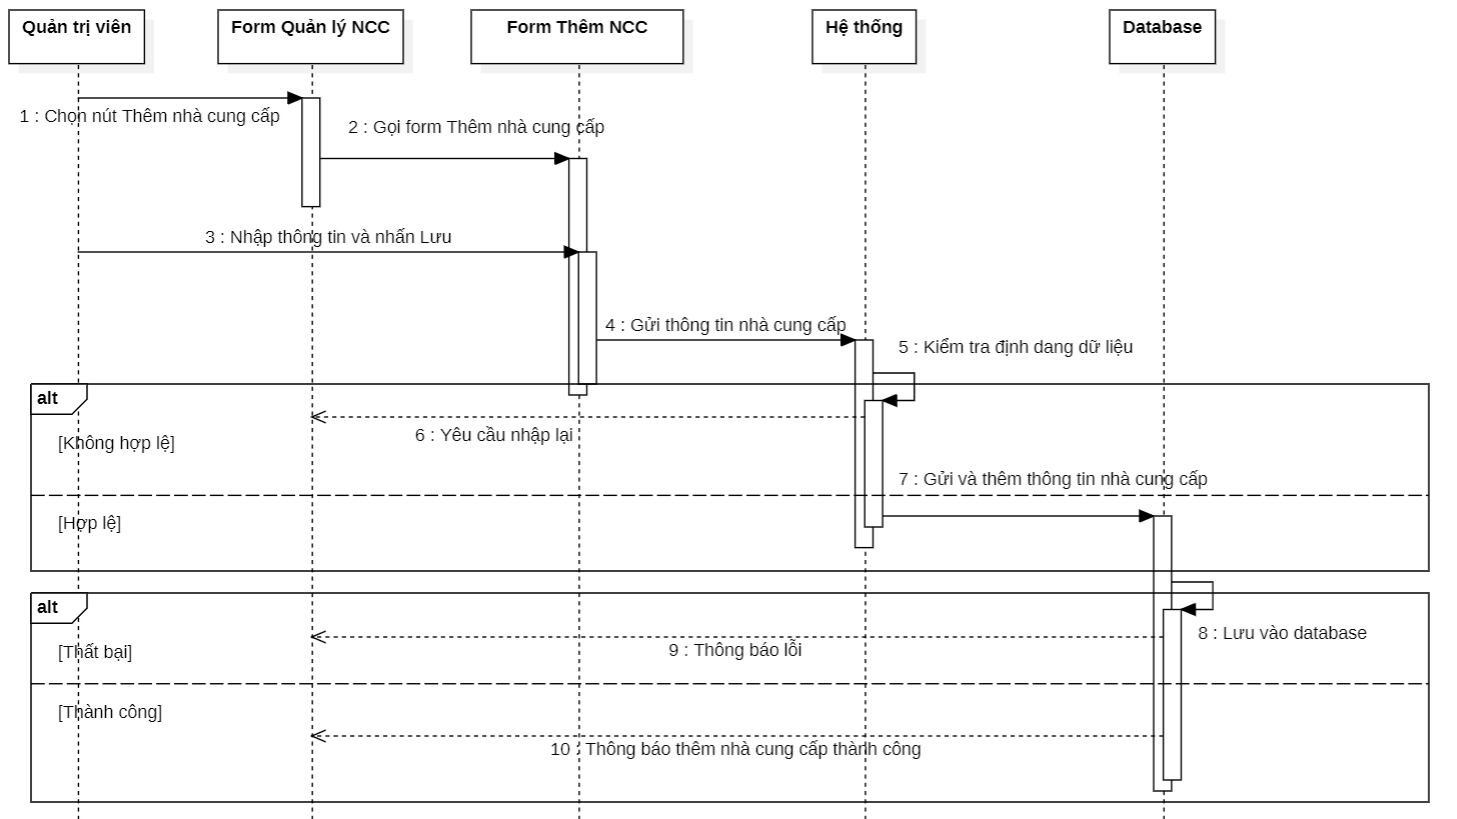 Quản trị viên
Form Quản lý NCC
Form Thêm NCC
Hệ thống
Database
1 : Chọn nút Thêm nhà cung cấp
2 : Gọi form Thêm nhà cung cấp
3 : Nhập thông tin và nhấn Lưu
4 : Gửi thông tin nhà cung cấp
5 : Kiểm tra định dang dữ liệu
alt
6 : Yêu cầu nhập lại
[Không hợp lệ]
7 : Gửi và thêm thông tin nhà cung cấp
[Hợp lệ]
alt
8 : Lưu vào database
[Thất bại]
9 : Thông báo lỗi
[Thành công]
10 : Thông báo thêm nhà cung cấp thành công